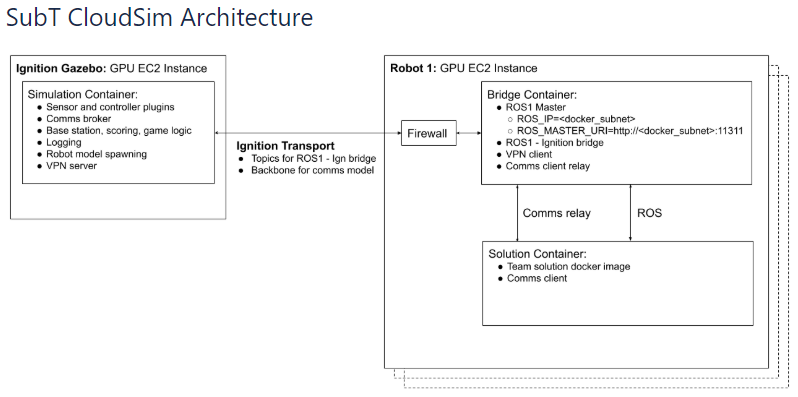 SubT CloudSim Architecture
Ignition Gazebo: GPU EC2 Instance
Simulation Container:
● Sensor and controller plugins
● Comms broker
● Base station, scoring, game logic
● Logging
● Robot model spawning
● VPN server
Ignition Transport
● Topics for ROS1 - Ign bridge
● Backbone for comms model
Robot 1: GPU EC2 Instance
Firewall
Bridge Container:
● ROS1 Master
○ ROS_IP=<docker_subnet>
○ ROS_MASTER_URI=http://<docker_subnet>:11311
● ROS1 - Ignition bridge
● VPN client
● Comms client relay
Comms relay
ROS
Solution Container:
● Team solution docker image
● Comms client